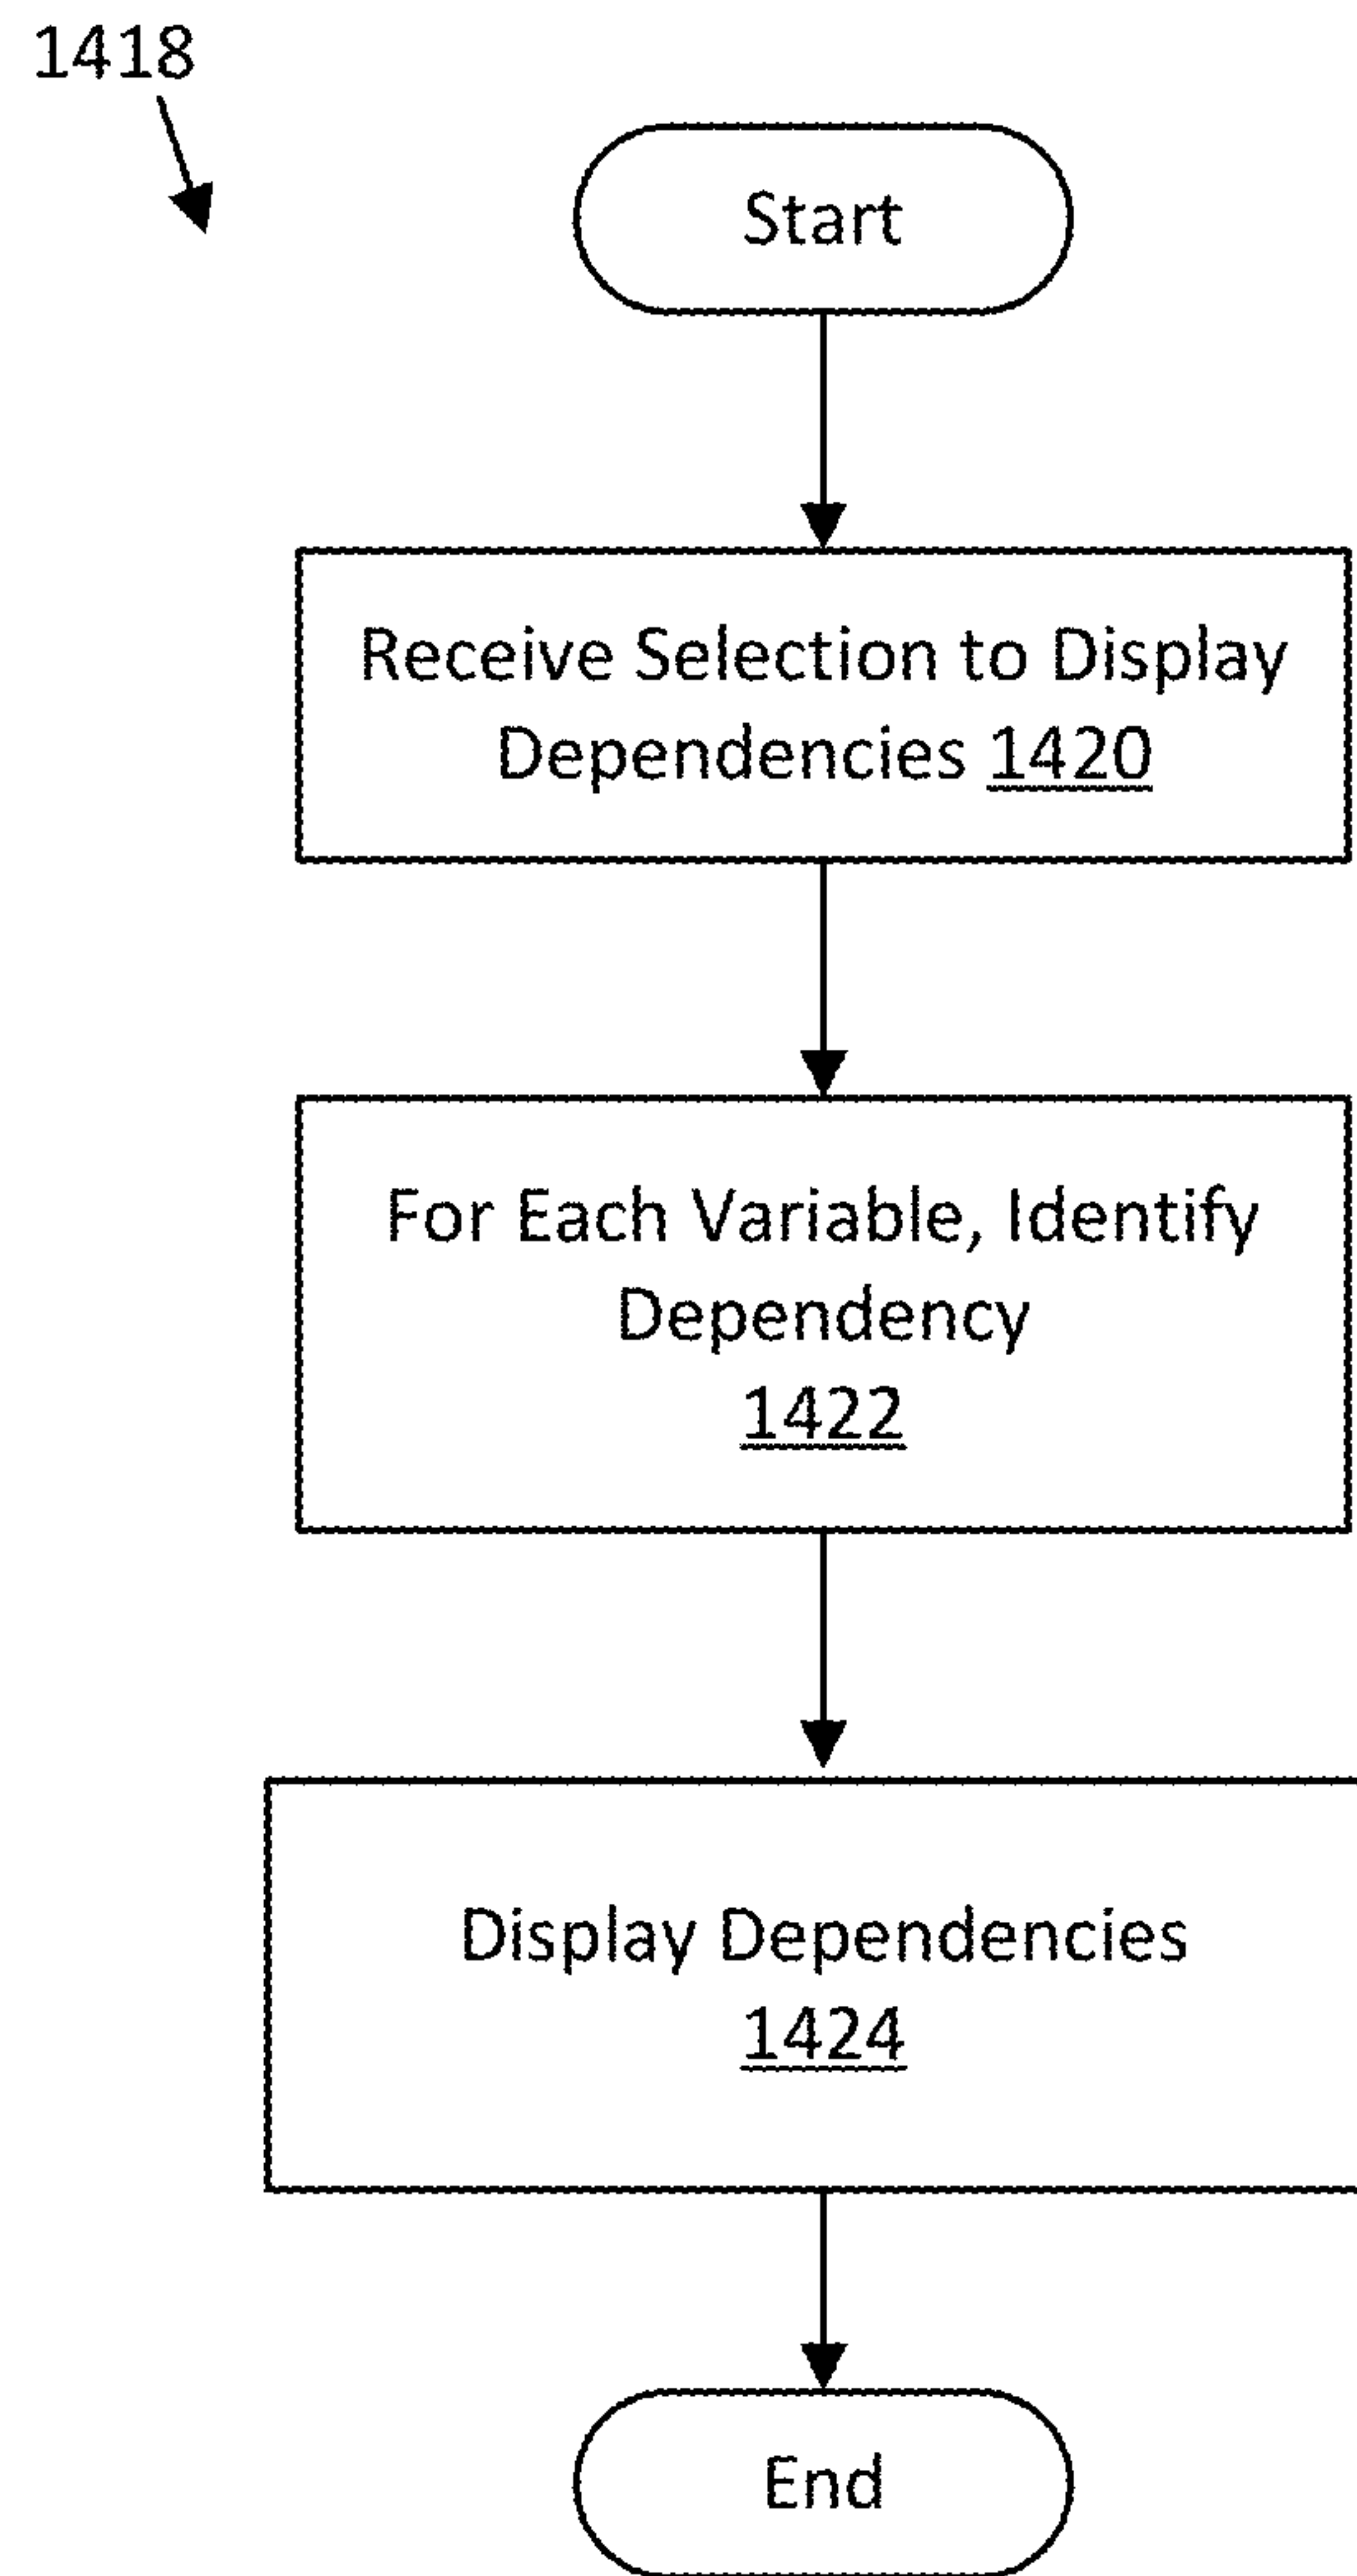 1418
Start
Receive Selection to Display
Dependencies 1420
For Each Variable, Identify
Dependency
1422
Display Dependencies
1424
End